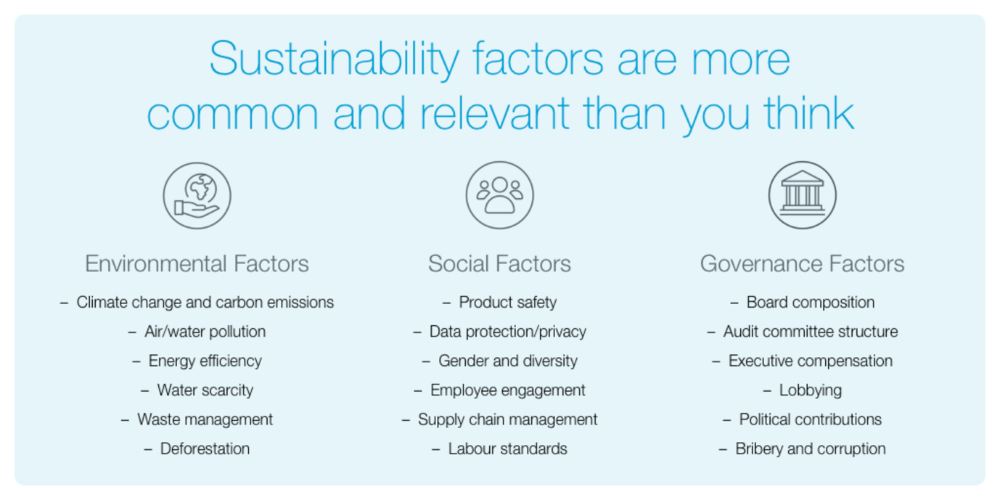 Sustainability factors are more
common and relevant than you think
Environmental Factors
– Climate change and carbon emissions
– Air/water pollution
– Energy efficiency
– Water scarcity
– Waste management
– Deforestation
Social Factors
– Product safety
– Data protection/privacy
– Gender and diversity
– Employee engagement
– Supply chain management
– Labour standards
Governance Factors
– Board composition
– Audit committee structure
– Executive compensation
– Lobbying
– Political contributions
– Bribery and corruption